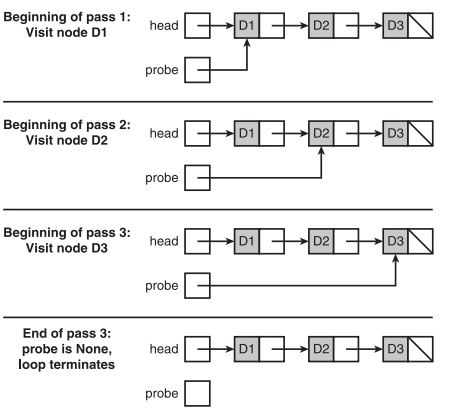 Beginning of pass 1:
Visit node D1
head D1 D2 D3
probe
Beginning of pass 2:
Visit node D2
head D1 D2 D3
probe
Beginning of pass 3:
Visit node D3
head D1 D2 D3
probe
End of pass 3:
probe is None,
loop terminates
head D1 D2 D3
probe